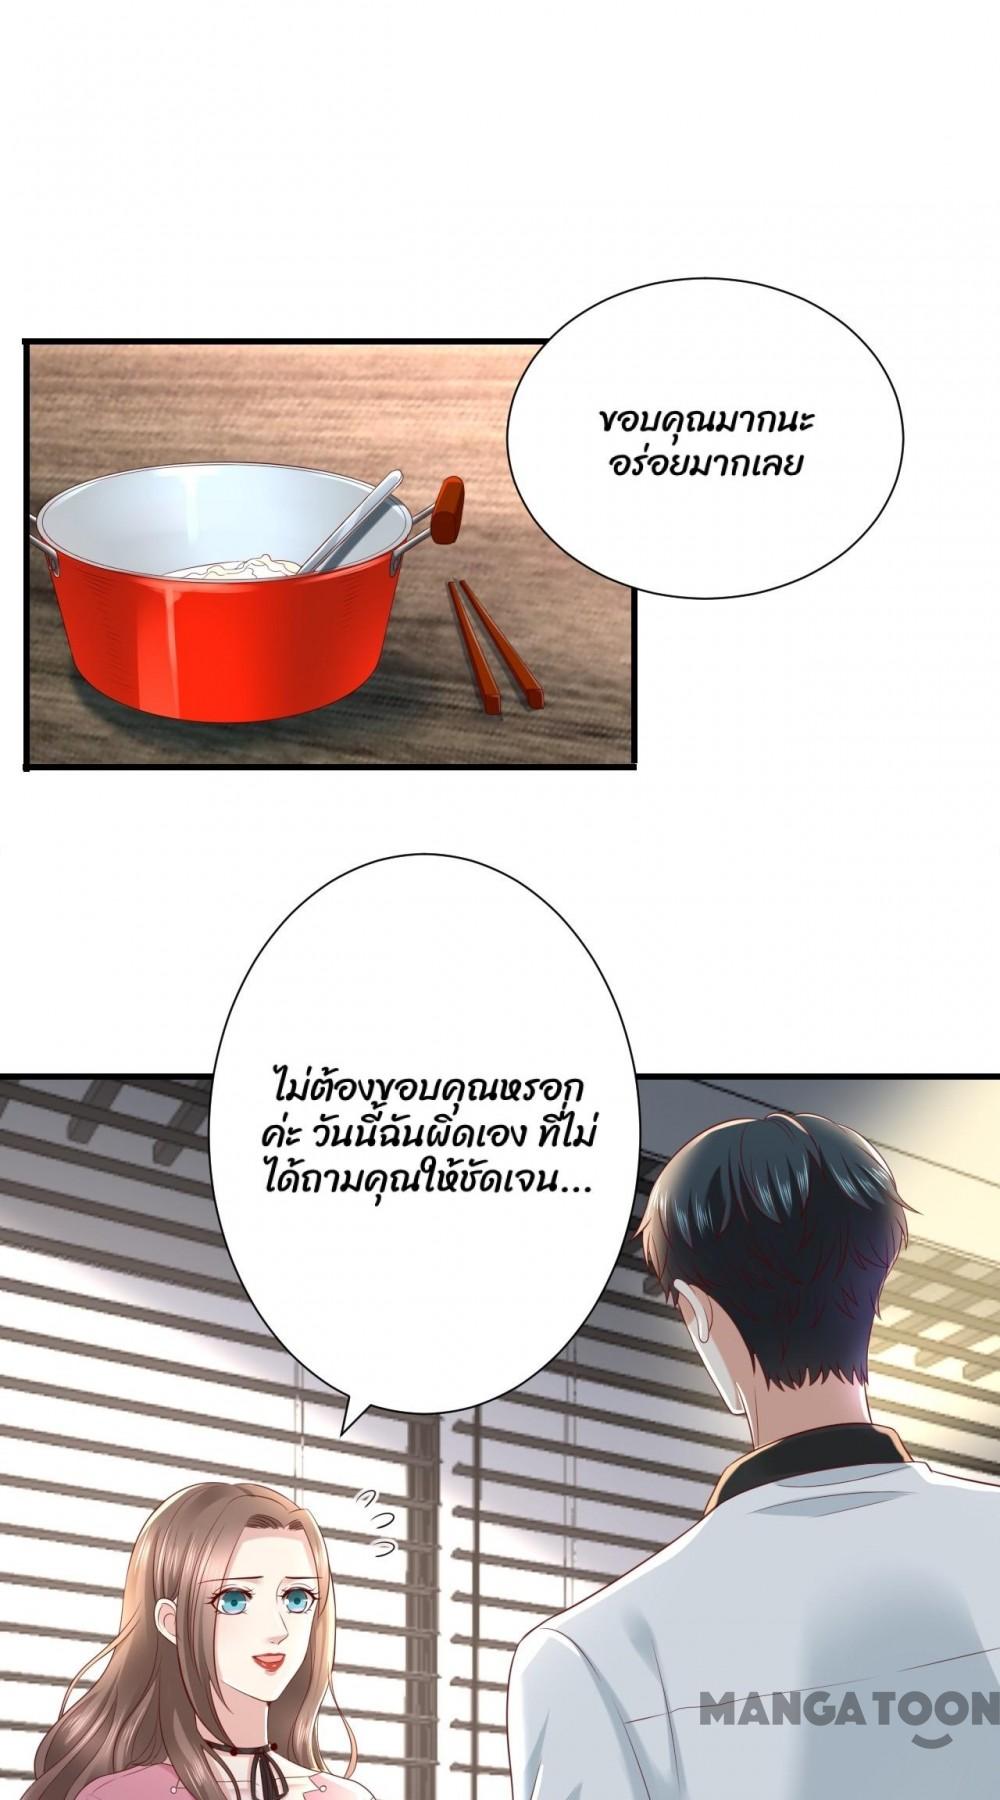 ขอบคุณมากนะ
อร่อยมากเลย
ไม่ต้องขอบคุณหรอก
ค่ะ วันนี้ฉันผิดเอง ที่ไม่
ได้ถามคุณให้ชัดเจน...
MANGATOON